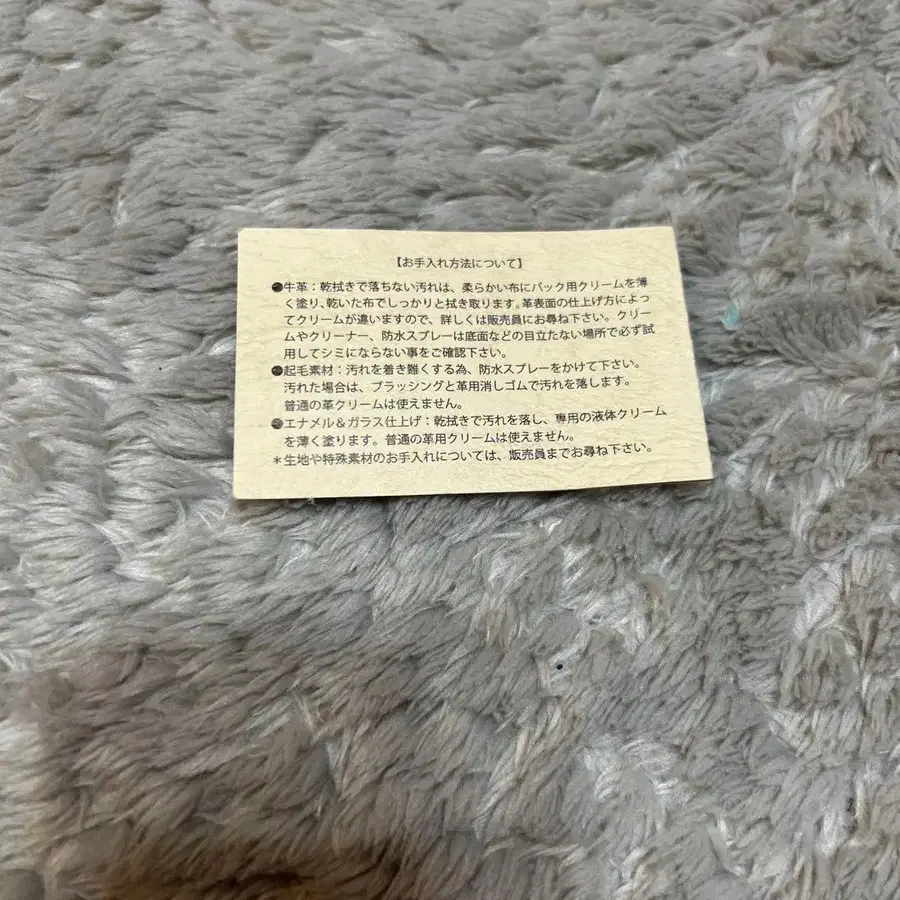 【お手入れ方法について】
●牛革：乾拭きで落ちない汚れは、柔らかい布にバック用クリームを薄
く塗り、乾いた布でしっかりと拭き取ります。革表面の仕上げ方によっ
てクリームが違いますので、詳しくは販売員にお尋ね下さい。クリー
ムやクリーナー、防水スプレーは底面などの目立たない場所で必ず試
用してシミにならない事をご確認下さい。
●起毛素材：汚れを着き難くする為、防水スプレーをかけて下さい。
汚れた場合は、ブラッシングと革用消しゴムで汚れを落します。
普通の革クリームは使えません。
●エナメル＆ガラス仕上げ：乾拭きで汚れを落し、専用の液体クリーム
を薄く塗ります。普通の革用クリームは使えません。
＊生地や特殊素材のお手入れについては、販売員までお尋ね下さい。